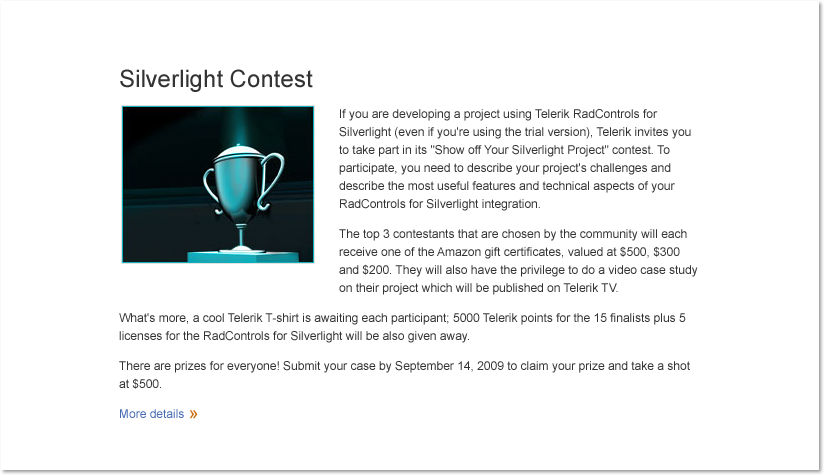 Silverlight Contest
If you are developing a project using Telerik RadControls for
Silverlight (even if you're using the trial version), Telerik invites you
to take part in its "Show off Your Silverlight Project" contest. To
participate, you need to describe your project's challenges and
describe the most useful features and technical aspects of your
RadControls for Silverlight integration.
The top 3 contestants that are chosen by the community will each
receive one of the Amazon gift certificates, valued at $500, $300
and $200. They will also have the privilege to do a video case study
on their project which will be published on Telerik TV.
What's more, a cool Telerik T-shirt is awaiting each participant; 5000 Telerik points for the 15 finalists plus 5
licenses for the RadControls for Silverlight will be also given away.
There are prizes for everyone! Submit your case by September 14, 2009 to claim your prize and take a shot
at $500.
More details »